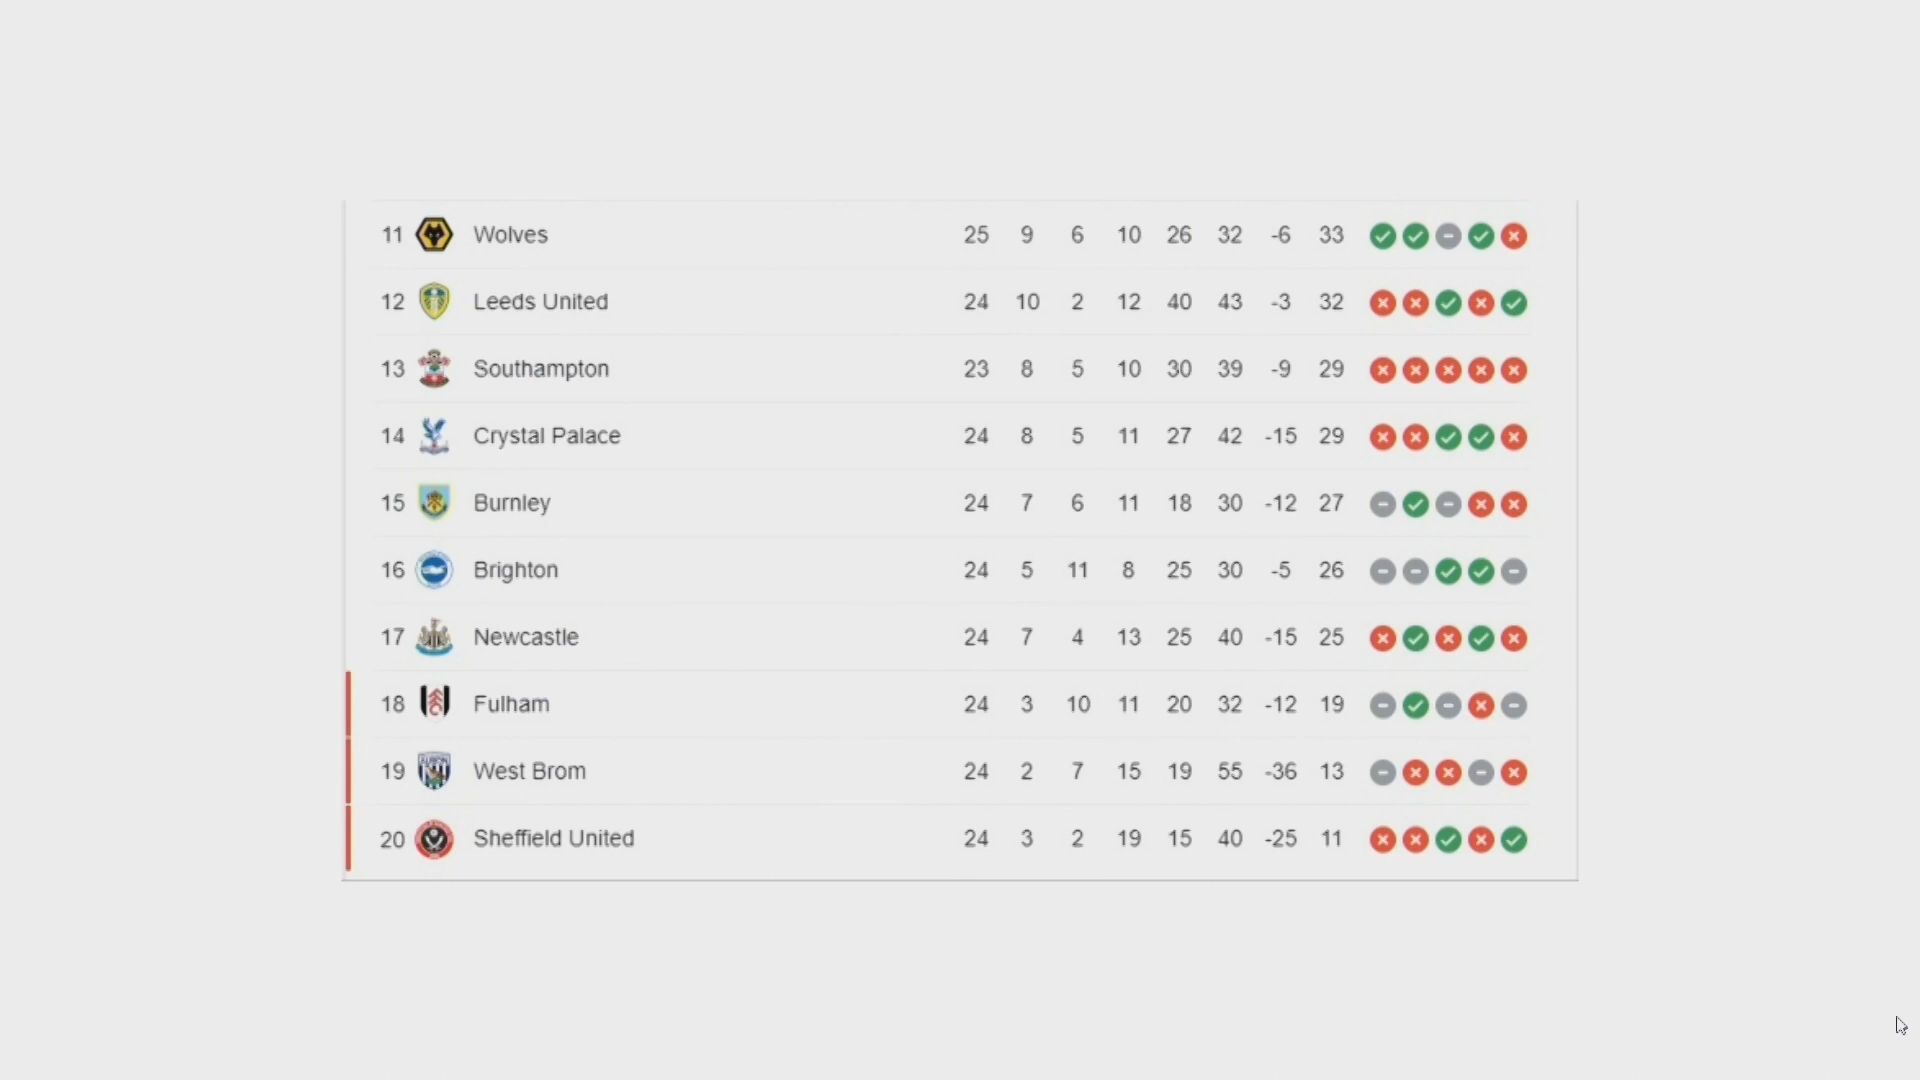 11 Wolves 25 9 6 10 26 32 -6 33
12 Leeds United 24 10 2 12 40 43 -3 32
13 Southampton 23 8 5 10 30 39 -9 29
14 Crystal Palace 24 8 5 11 27 42 -15 29
15 Burnley 24 7 6 11 18 30 -12 27
16 Brighton 24 5 11 8 25 30 -5 26
17 Newcastle 24 7 4 13 25 40 -15 25
18 Fulham 24 3 10 11 20 32 -12 19
19 West Brom 24 2 7 15 19 55 -36 13
20 Sheffield United 24 3 2 19 15 40 -25 11